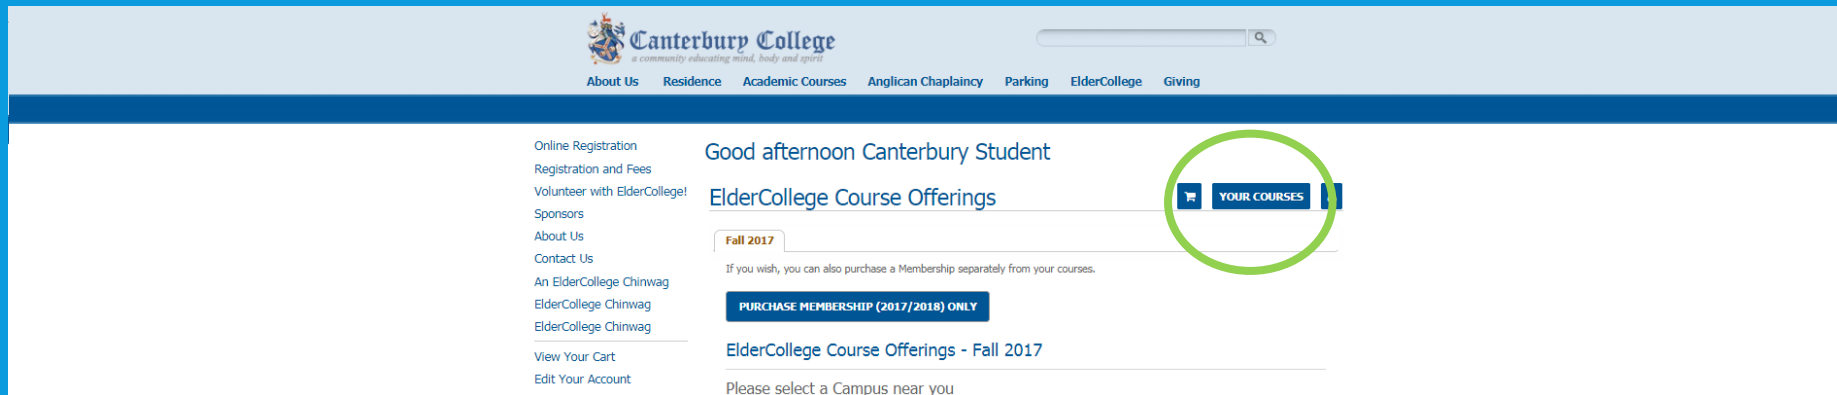 Canterbury College
a community educating mind, body and spirit
About Us Residence Academic Courses Anglican Chaplaincy Parking ElderCollege Giving
Online Registration
Registration and Fees
Volunteer with ElderCollege!
Sponsors
About Us
Contact Us
An ElderCollege Chinwag
ElderCollege Chinwag
ElderCollege Chinwag
View Your Cart
Edit Your Account
Good afternoon Canterbury Student
ElderCollege Course Offerings
YOUR COURSES
Fall 2017
If you wish, you can also purchase a Membership separately from your courses.
PURCHASE MEMBERSHIP (2017/2018) ONLY
ElderCollege Course Offerings - Fall 2017
Please select a Campus near you